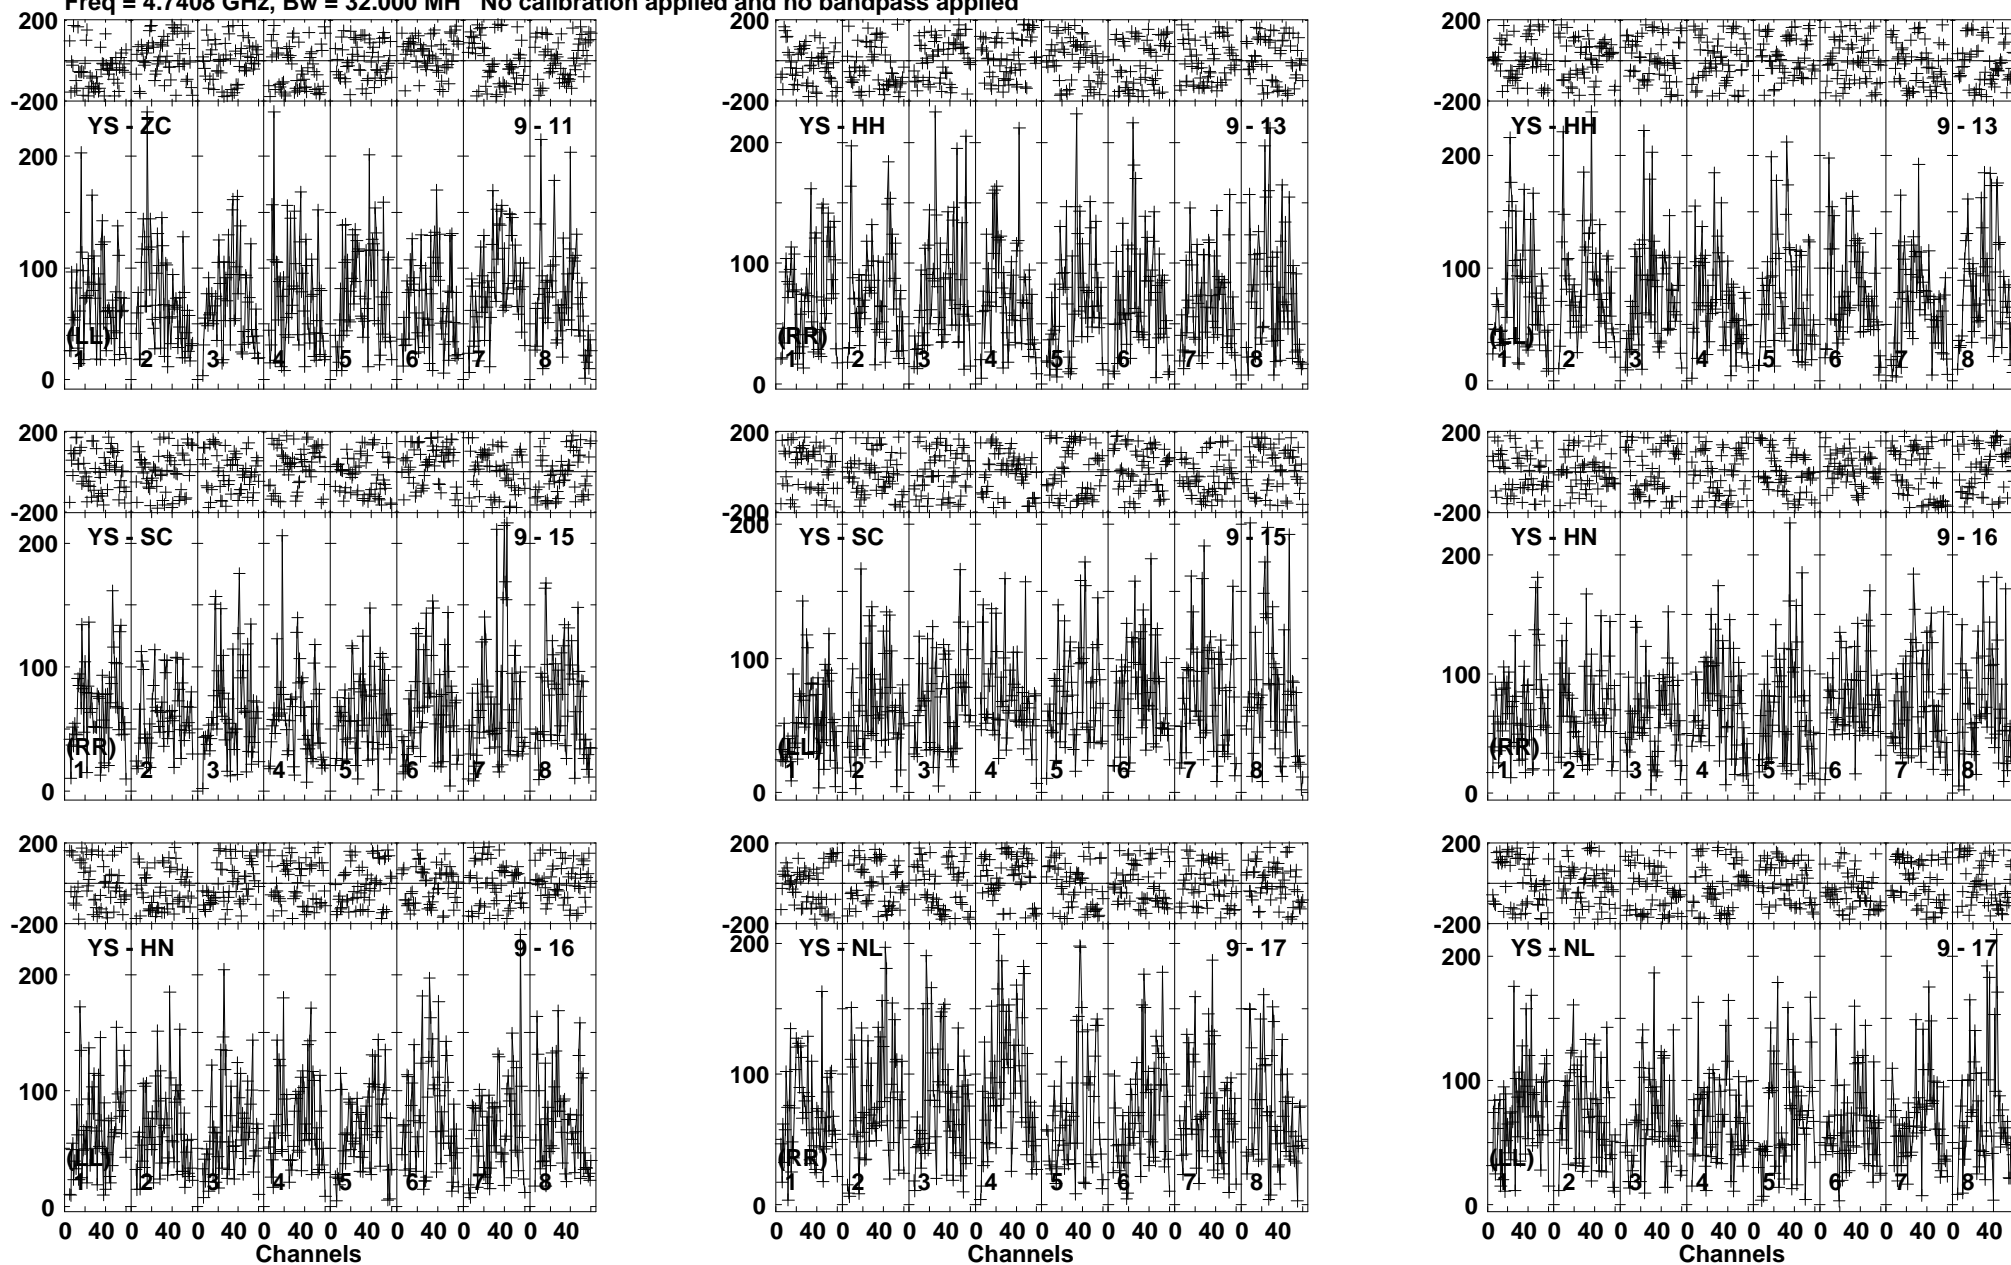 Freq = 4.7408 GHz, Bw = 32.000 MH No calibration applied and no bandpass applied
200 200 200
-200 -200 -200
YS - ZC 9 - 11 YS - HH 9 - 13 YS - HH 9 - 13
200 200 200
100 100 100
(LL) (RR) (LL)
1 2 3 4 5 6 7 8 1 2 3 4 5 6 7 8 1 2 3 4 5 6 7 8
0 0 0
200 200 200
-200 -200 -200
YS - SC 9 - 15 YS - SC 9 - 15 YS - HN 9 - 16
200 200 200
100 100 100
(RR) (LL) (RR)
1 2 3 4 5 6 7 8 1 2 3 4 5 6 7 8 1 2 3 4 5 6 7 8
0 0 0
200 200 200
-200 -200 -200
YS - HN 9 - 16 YS - NL 9 - 17 YS - NL 9 - 17
200 200 200
100 100 100
(LL) (RR) (LL)
1 2 3 4 5 6 7 8 1 2 3 4 5 6 7 8 1 2 3 4 5 6 7 8
0 0 0
0 40 0 40 0 40 0 40 0 40 0 40 0 40 0 40 0 40 0 40 0 40 0 40 0 40 0 40 0 40 0 40 0 40 0 40 0 40 0 40 0 40 0 40 0 40 0 40
Channels Channels Channels